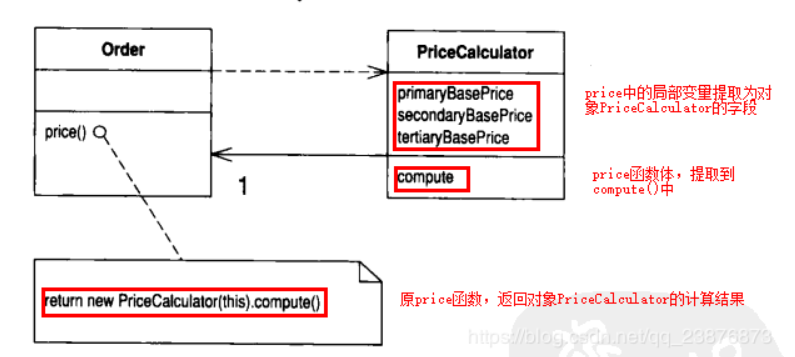 Order
PriceCalculator
primaryBasePrice
secondaryBasePrice
tertiaryBasePrice
price中的局部变量提取为对
象PriceCalculator的字段
price()
1
compute
price函数体，提取到
compute()中
return new PriceCalculator(this).compute()
原price函数，返回对象PriceCalculator的计算结果
https://blog.csdn.net/qq_23876873